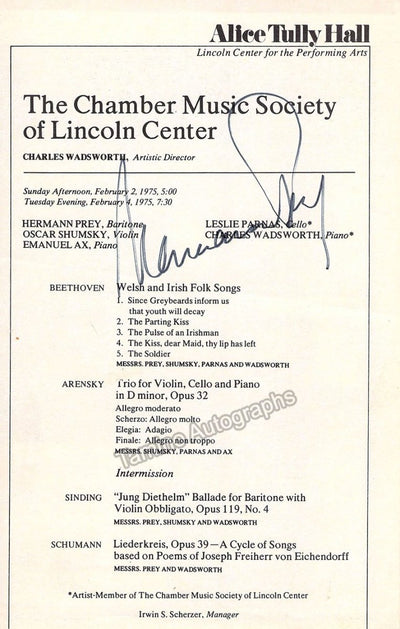 Alice Tully Hall
Lincoln Center for the Performing Arts
The Chamber Music Society
of Lincoln Center
CHARLES WADSWORTH, Artistic Director
Sunday Afternoon, February 2, 1975, 5:00
Tuesday Evening, February 4, 1975, 7:30
HERMANN PREY, Baritone
OSCAR SHUMSKY, Violin
EMANUEL AX, Piano
LESLIE PARNAS, Cello*
CHARLES WADSWORTH, Piano*
Hermann Prey
BEETHOVEN Welsh and Irish Folk Songs
1. Since Greybeards inform us
that youth will decay
2. The Parting Kiss
3. The Pulse of an Irishman
4. The Kiss, dear Maid, thy lip has left
5. The Soldier
MESSRS. PREY, SHUMSKY, PARNAS AND WADSWORTH
ARENSKY Trio for Violin, Cello and Piano
in D minor, Opus 32
Allegro moderato
Scherzo: Allegro molto
Elegia: Adagio
Finale: Allegro non troppo
MESSRS. SHUMSKY, PARNAS AND AX
Tamino Autographs
Intermission
SINDING "Jung Diethelm" Ballade for Baritone with
Violin Obbligato, Opus 119, No. 4
MESSRS. PREY, SHUMSKY AND WADSWORTH
SCHUMANN Liederkreis, Opus 39—A Cycle of Songs
based on Poems of Joseph Freiherr von Eichendorff
MESSRS. PREY AND WADSWORTH
*Artist-Member of The Chamber Music Society of Lincoln Center
Irwin S. Scherzer, Manager